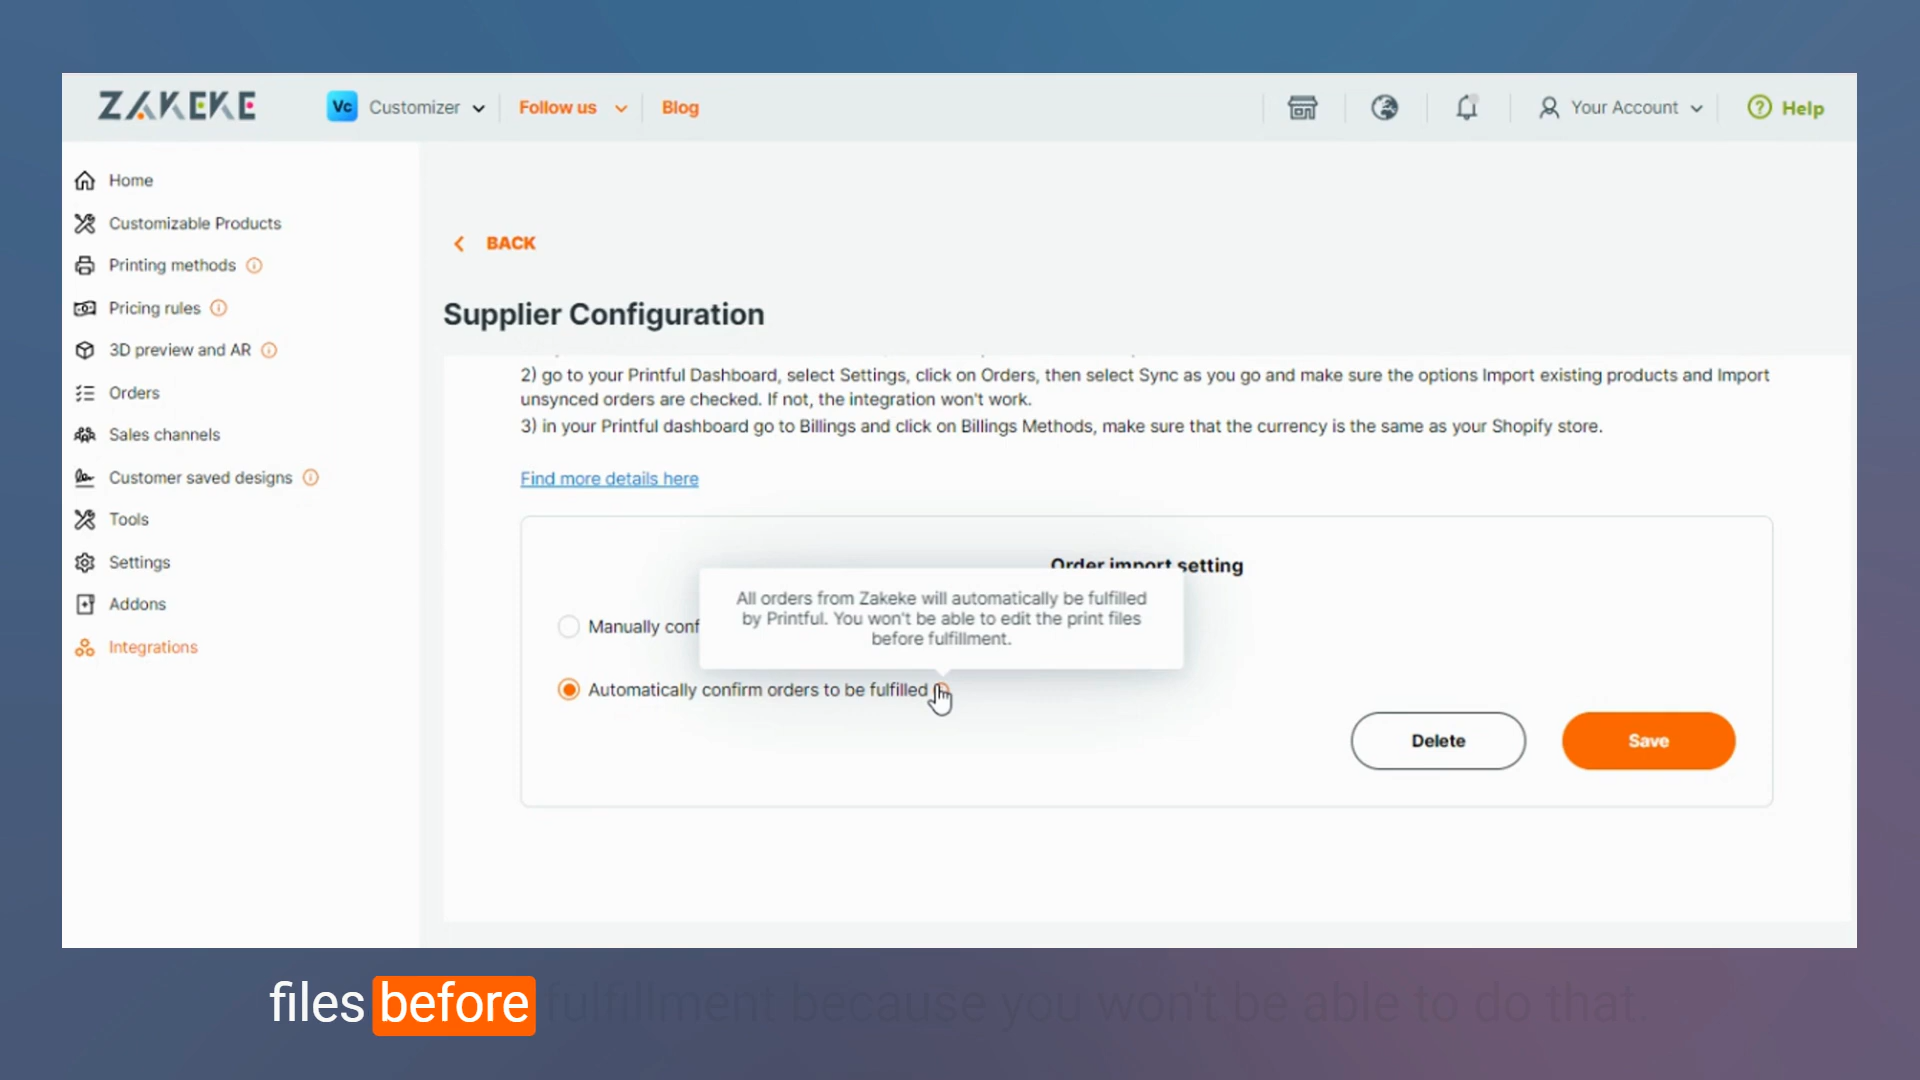 ZAKEKE
Vc Customizer
Follow us
Blog
Your Account
Help
Home
Customizable Products
Printing methods
Pricing rules
3D preview and AR
Orders
Sales channels
Customer saved designs
Tools
Settings
Addons
Integrations
BACK
Supplier Configuration
2) go to your Printful Dashboard, select Settings, click on Orders, then select Sync as you go and make sure the options Import existing products and Import
unsynced orders are checked. If not, the integration won't work.
3) in your Printful dashboard go to Billings and click on Billings Methods, make sure that the currency is the same as your Shopify store.
Find more details here
Order import setting
All orders from Zakeke will automatically be fulfilled
by Printful. You won't be able to edit the print files
before fulfillment.
Manually conf
Automatically confirm orders to be fulfilled
Delete
Save
files before fulfillment because you won't be able to do that.